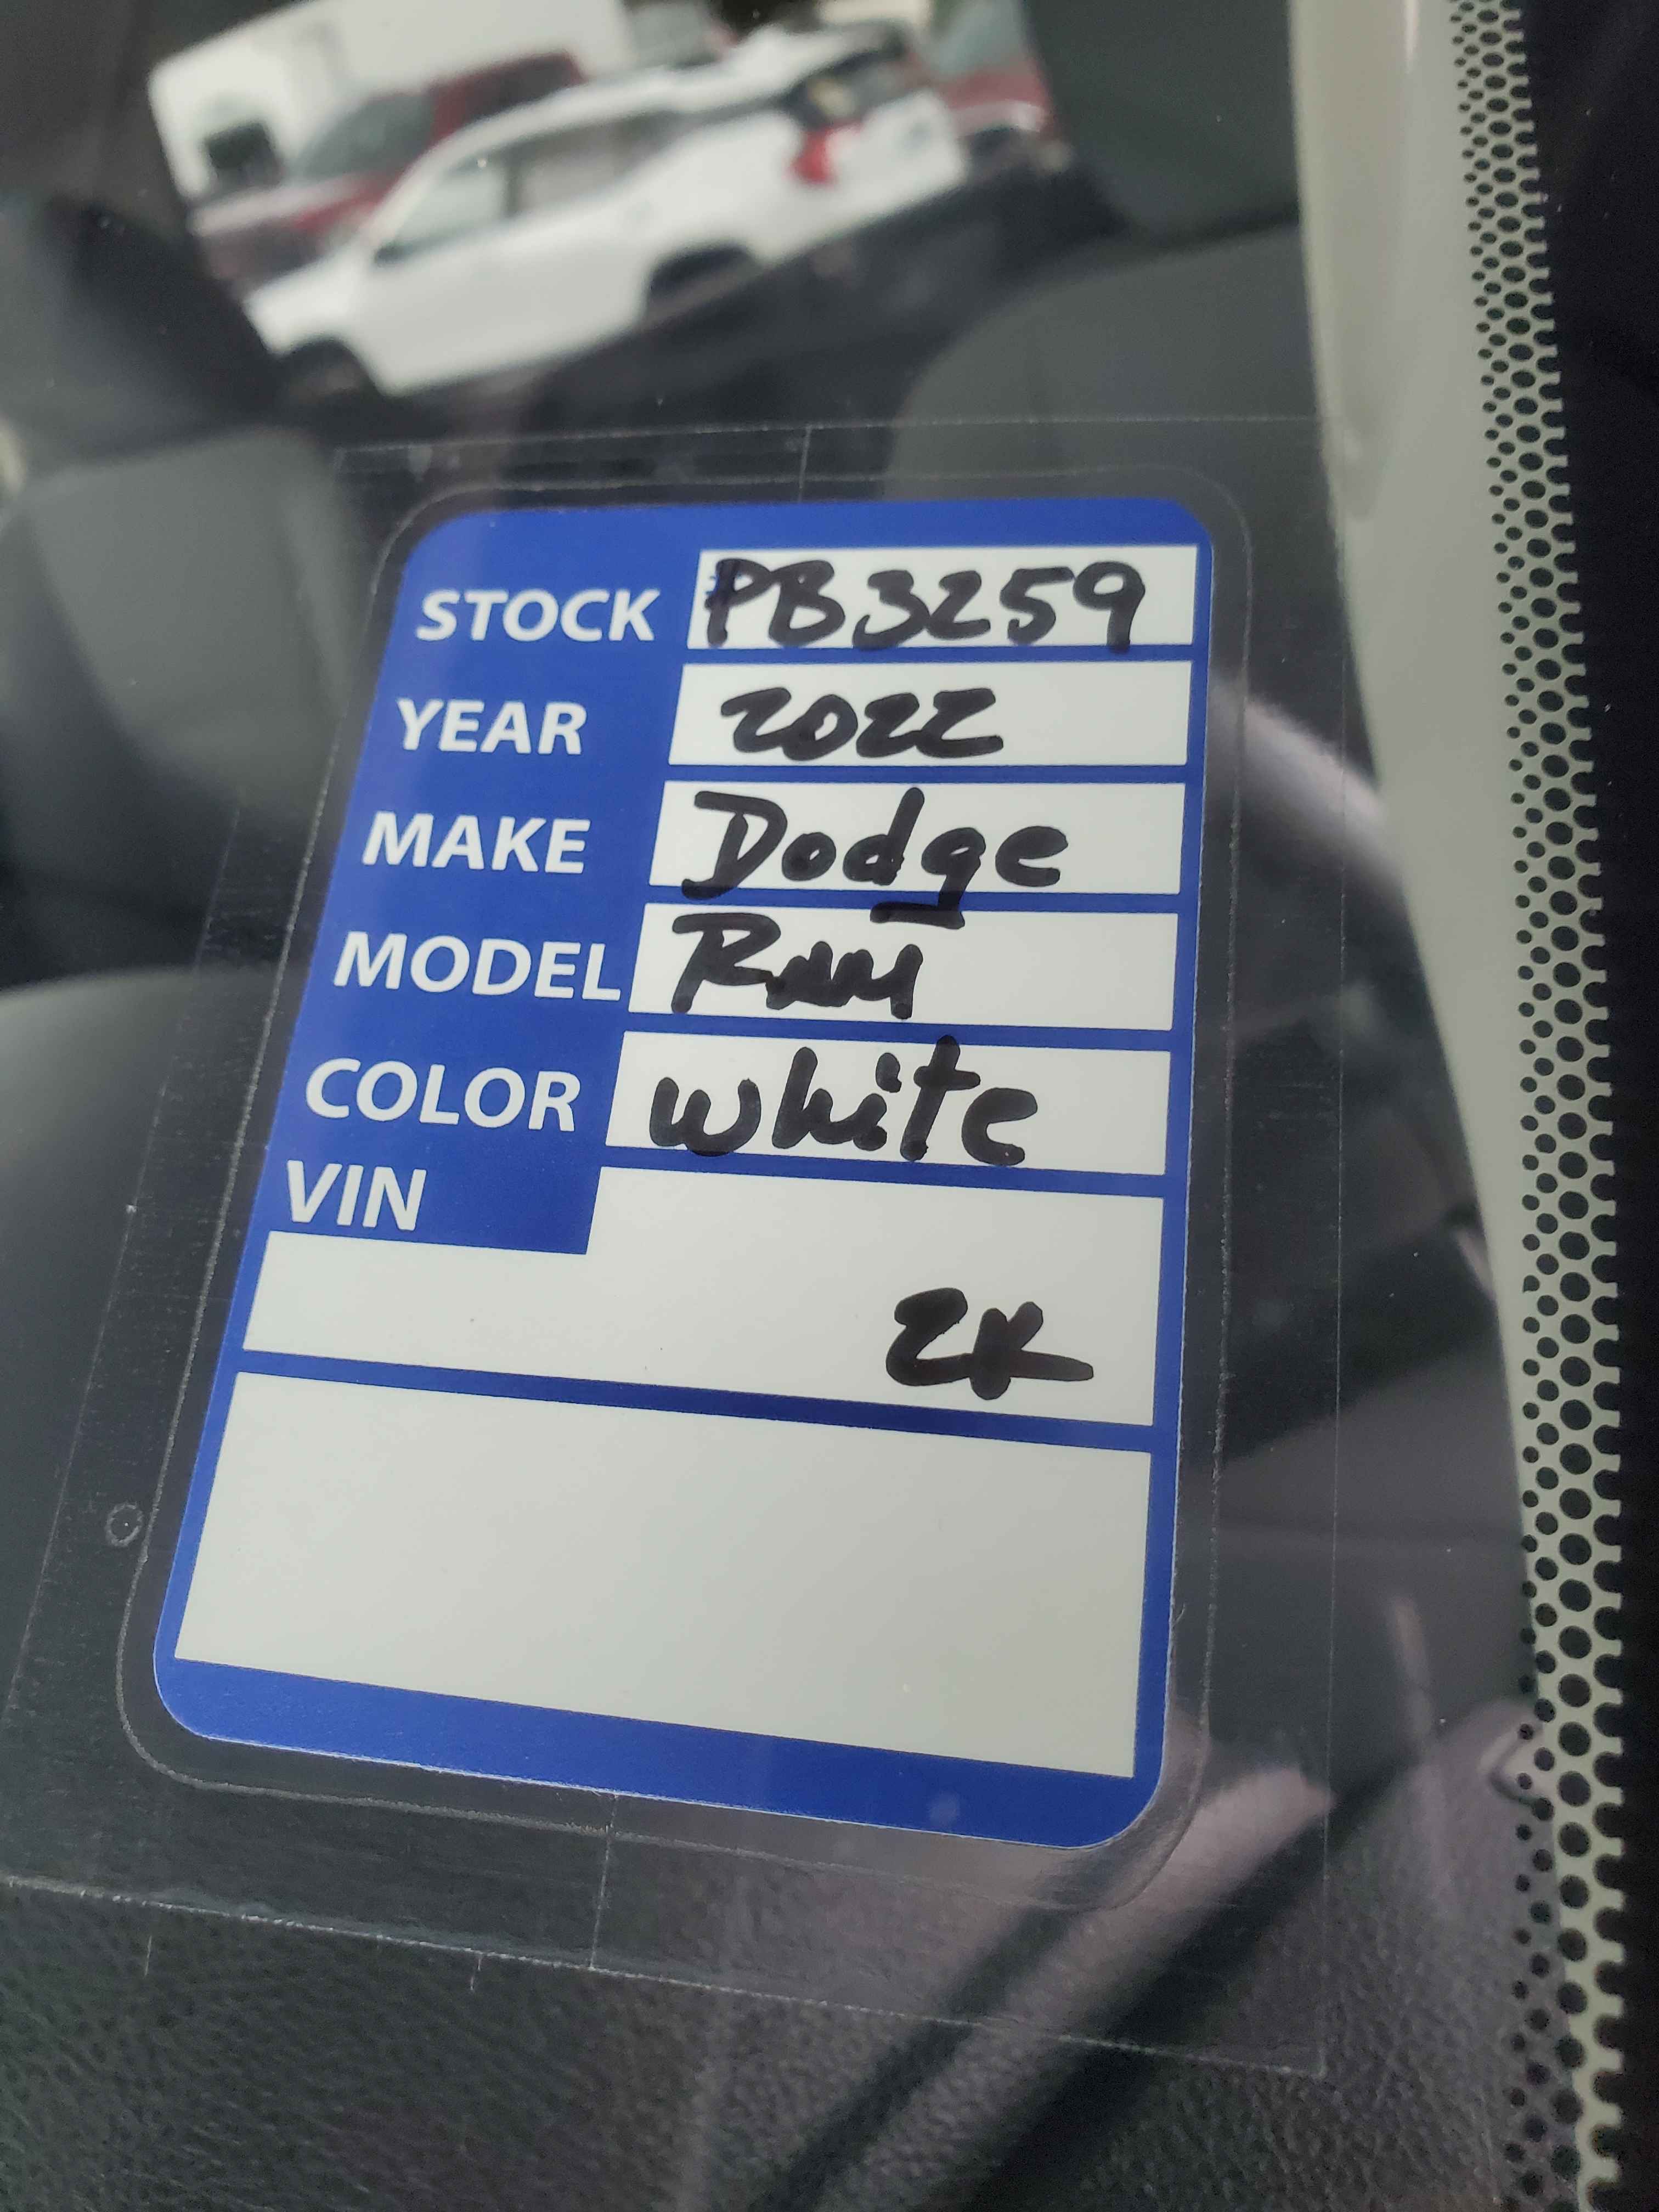 STOCK #PB3259
YEAR 2022
MAKE Dodge
MODEL Ram
COLOR white
VIN
2K